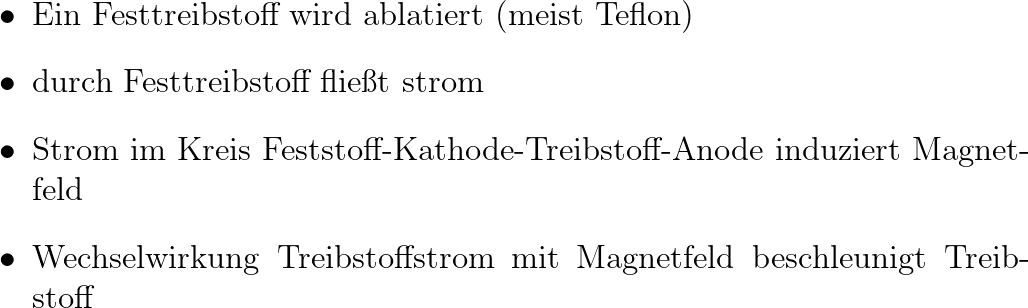 • Ein Festtreibstoff wird ablatiert (meist Teflon)
• durch Festtreibstoff fließt strom
• Strom im Kreis Feststoff-Kathode-Treibstoff-Anode induziert Magnet-
feld
• Wechselwirkung Treibstoffstrom mit Magnetfeld beschleunigt Treib-
stoff